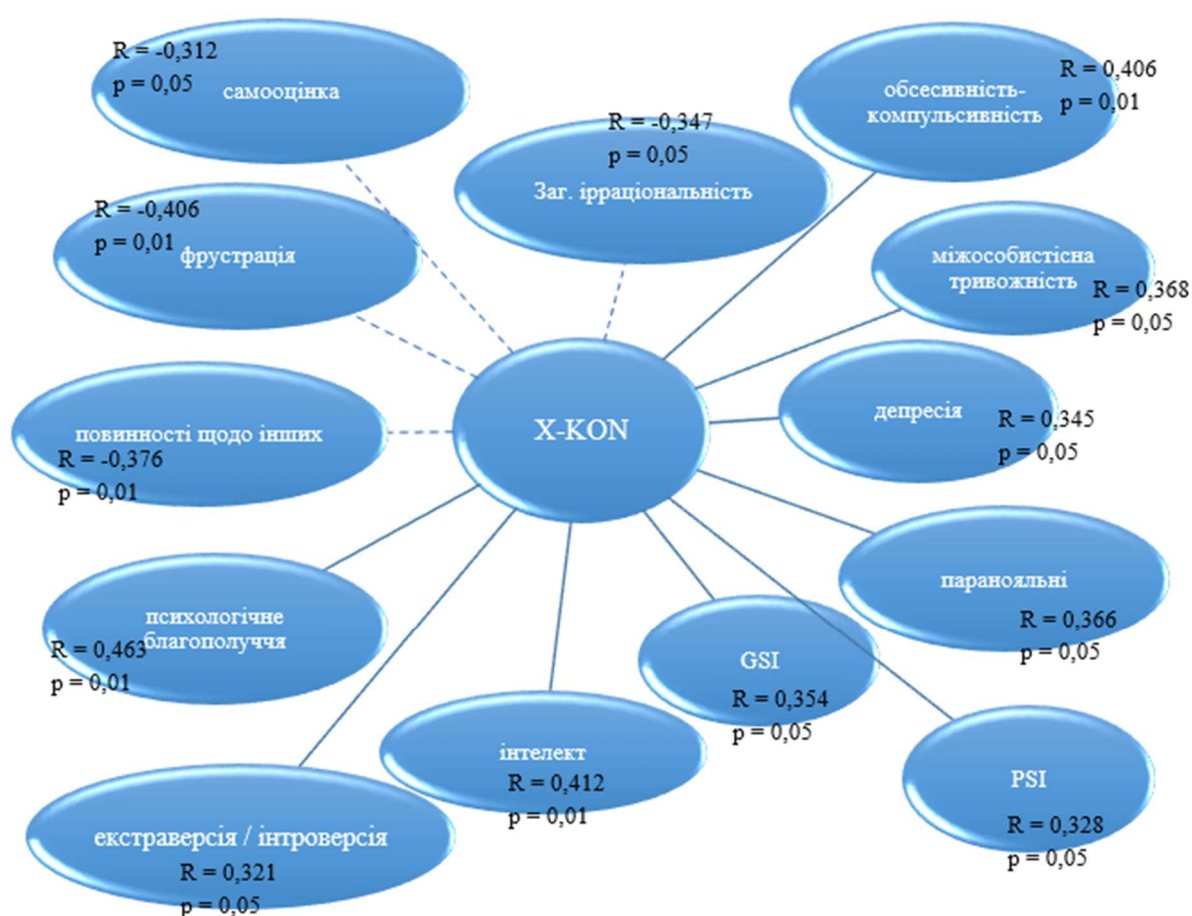 R = -0,312
p = 0,05
самооцінка
R = -0,347
p = 0,05
Заг. ірраціональність
R = 0,406
p = 0,01
обсесивність-
компульсивність
R = -0,406
p = 0,01
фрустрація
міжособистісна
тривожність
R = 0,368
p = 0,05
повинності щодо інших
R = -0,376
p = 0,01
X-KON
депресія
R = 0,345
p = 0,05
психологічне
благополуччя
R = 0,463
p = 0,01
паранояльні
R = 0,366
p = 0,05
GSI
R = 0,354
p = 0,05
екстраверсія / інтроверсія
R = 0,321
p = 0,05
інтелект
R = 0,412
p = 0,01
PSI
R = 0,328
p = 0,05